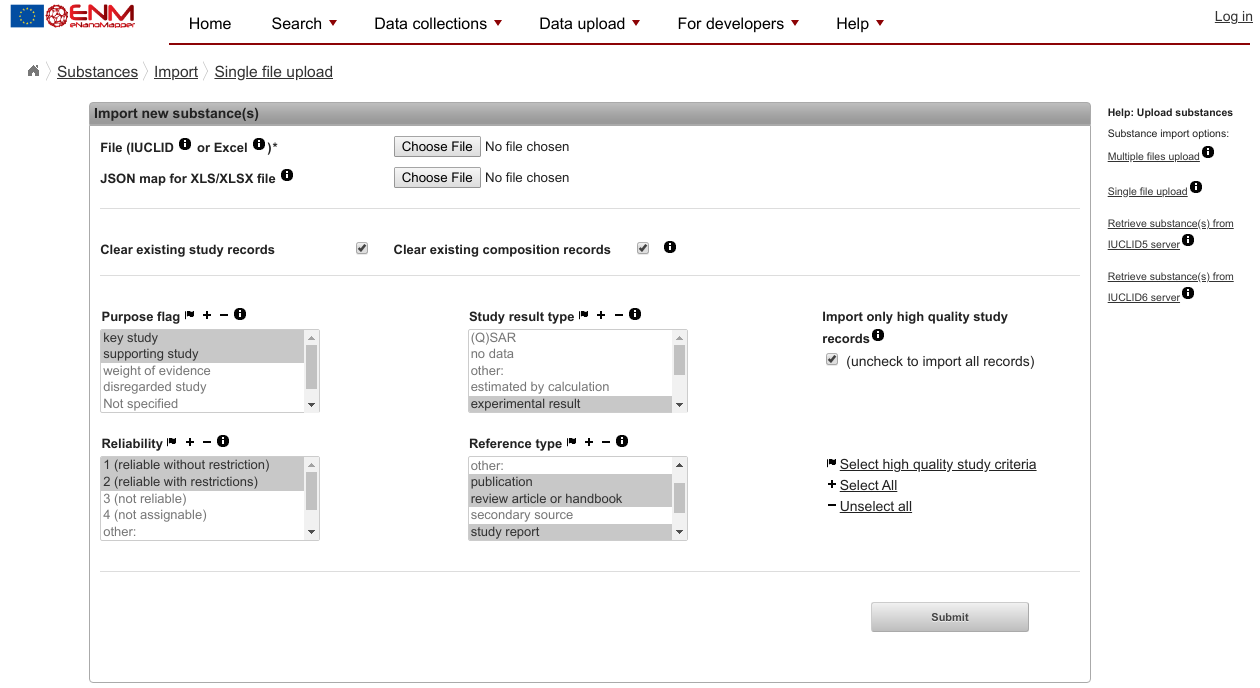 ENM
eNanoMapper
Home Search Data collections Data upload For developers Help
Log in
Substances Import Single file upload
Import new substance(s)
File (IUCLID or Excel )*
Choose File No file chosen
JSON map for XLS/XLSX file
Choose File No file chosen
Clear existing study records
Clear existing composition records
Purpose flag
key study
supporting study
weight of evidence
disregarded study
Not specified
Study result type
(Q)SAR
no data
other:
estimated by calculation
experimental result
Import only high quality study
records
(uncheck to import all records)
Reliability
1 (reliable without restriction)
2 (reliable with restrictions)
3 (not reliable)
4 (not assignable)
other:
Reference type
other:
publication
review article or handbook
secondary source
study report
Select high quality study criteria
+ Select All
− Unselect all
Submit
Help: Upload substances
Substance import options:
Multiple files upload
Single file upload
Retrieve substance(s) from
IUCLID5 server
Retrieve substance(s) from
IUCLID6 server